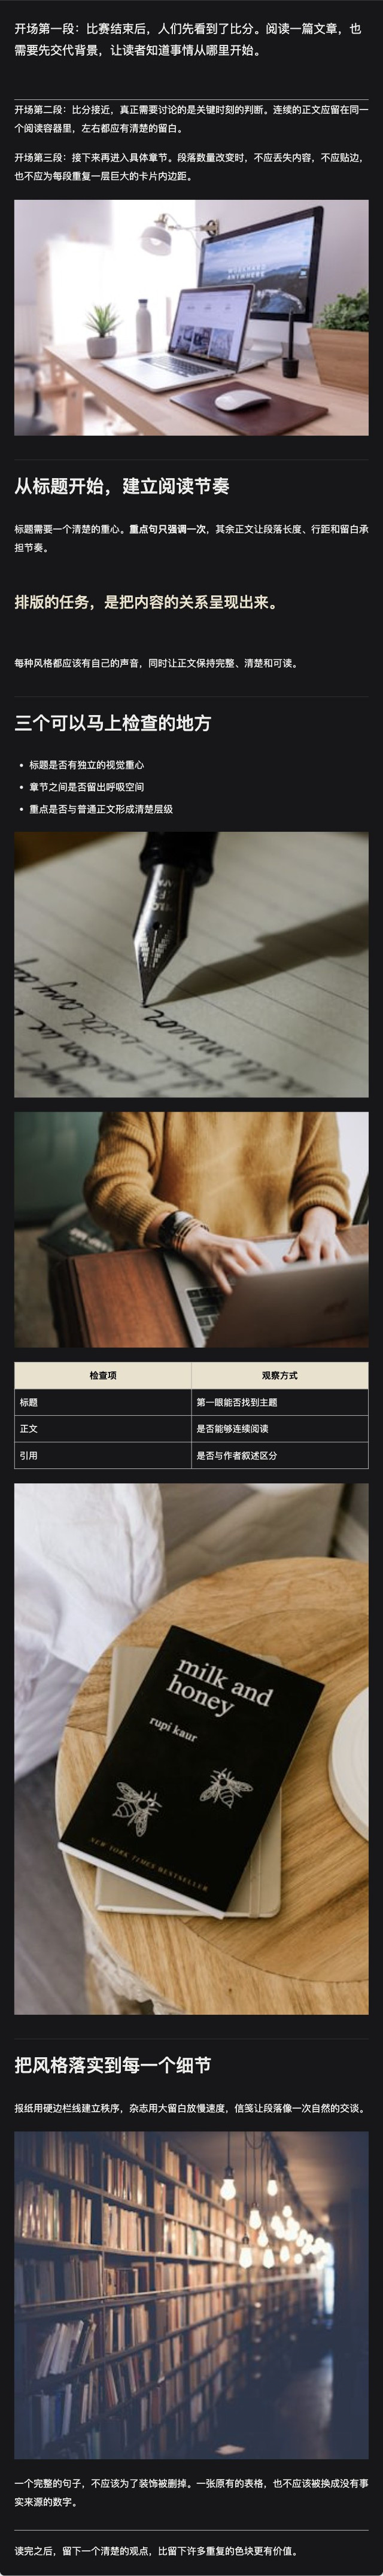 开场第一段：比赛结束后，人们先看到了比分。阅读一篇文章，也
需要先交代背景，让读者知道事情从哪里开始。
开场第二段：比分接近，真正需要讨论的是关键时刻的判断。连续的正文应留在同一
个阅读容器里，左右都应有清楚的留白。
开场第三段：接下来再进入具体章节。段落数量改变时，不应丢失内容，不应贴边，
也不应为每段重复一层巨大的卡片内边距。
从标题开始，建立阅读节奏
标题需要一个清楚的重心。重点句只强调一次，其余正文让段落长度、行距和留白承
担节奏。
排版的任务，是把内容的关系呈现出来。
每种风格都应该有自己的声音，同时让正文保持完整、清楚和可读。
三个可以马上检查的地方
• 标题是否有独立的视觉重心
• 章节之间是否留出呼吸空间
• 重点是否与普通正文形成清楚层级
检查项 观察方式
标题 第一眼能否找到主题
正文 是否能够连续阅读
引用 是否与作者叙述区分
milk and
honey
rupi kaur
NEW YORK TIMES BESTSELLER
把风格落实到每一个细节
报纸用硬边栏线建立秩序，杂志用大留白放慢速度，信笺让段落像一次自然的交谈。
一个完整的句子，不应该为了装饰被删掉。一张原有的表格，也不应该被换成没有事
实来源的数字。
读完之后，留下一个清楚的观点，比留下许多重复的色块更有价值。